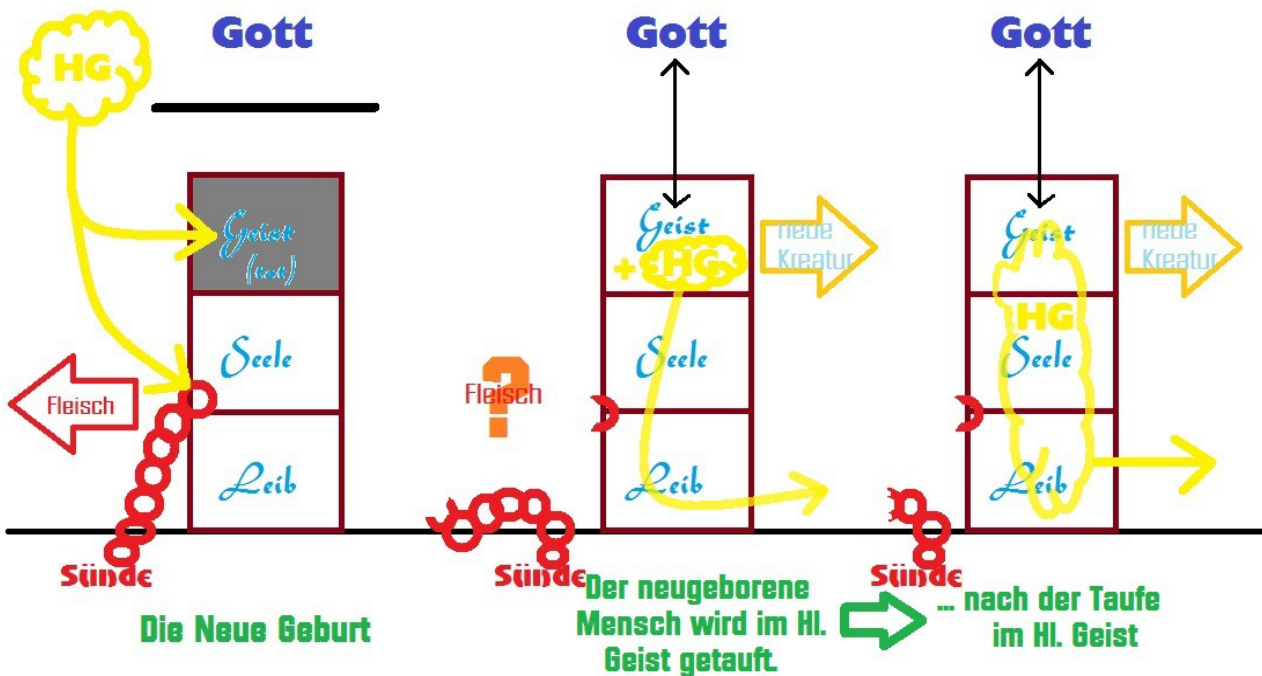 HG
Gott
Geist
(tot)
Seele
Leib
Fleisch
Sünde
Die Neue Geburt
Gott
Geist
+ HG
Seele
Leib
neue
Kreatur
?
Fleisch
Sünde
Der neugeborene
Mensch wird im Hl.
Geist getauft.
Gott
Geist
HG
Seele
Leib
neue
Kreatur
Sünde
... nach der Taufe
im Hl. Geist